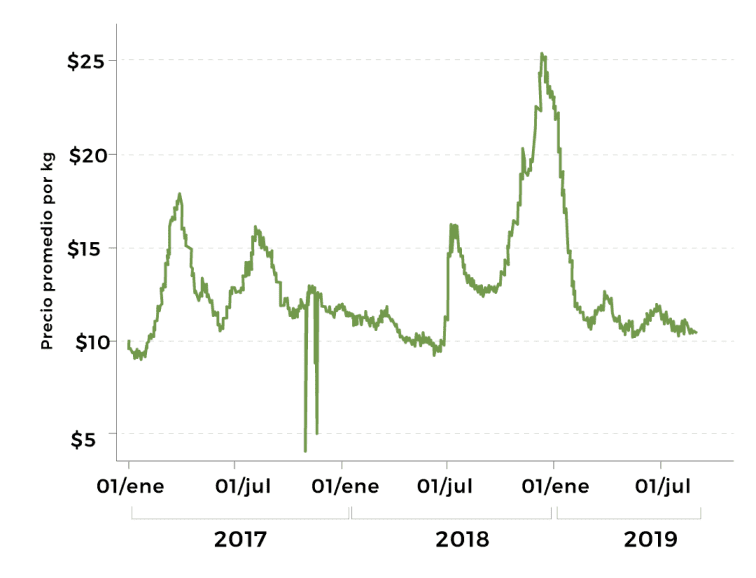 Precio promedio por kg
$25
$20
$15
$10
$5
01/ene
01/jul
01/ene
01/jul
01/ene
01/jul
2017
2018
2019